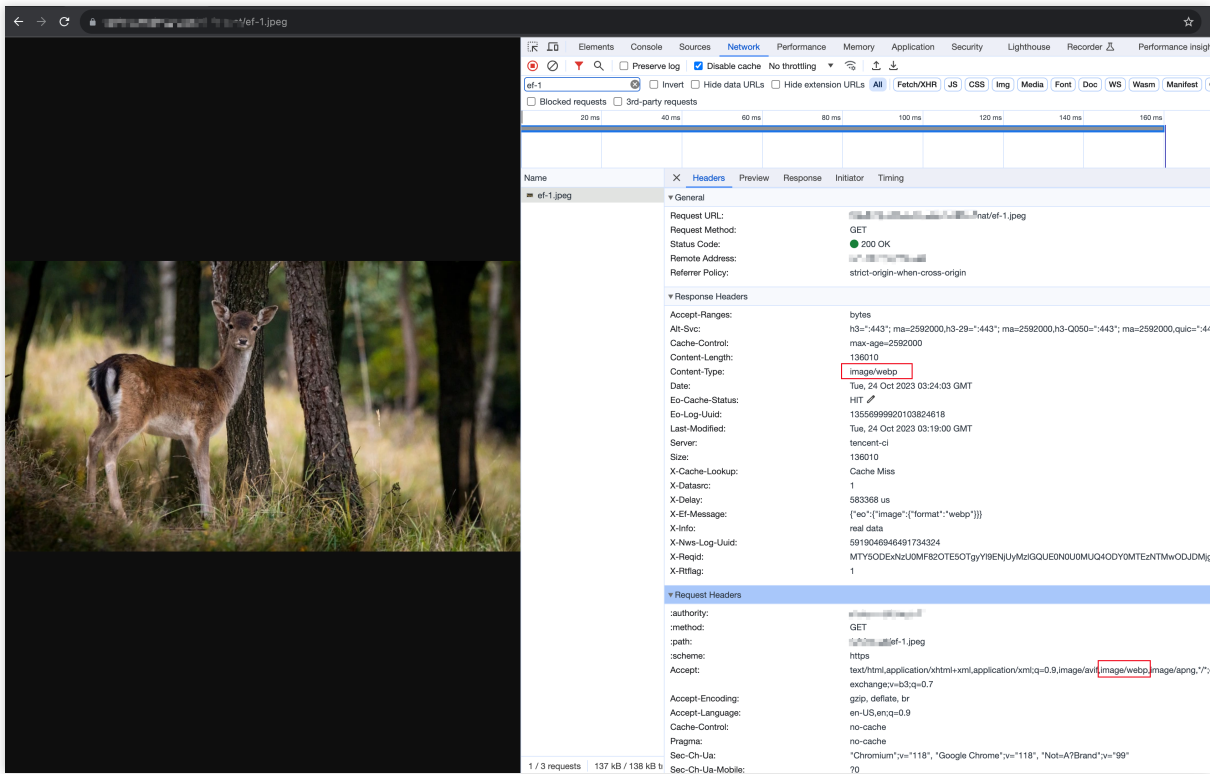 /ef-1.jpeg
Elements Console Sources Network Performance Memory Application Security Lighthouse Recorder Performance insigh
Preserve log Disable cache No throttling
ef-1 Invert Hide data URLs Hide extension URLs All Fetch/XHR JS CSS Img Media Font Doc WS Wasm Manifest
Blocked requests 3rd-party requests
20 ms 40 ms 60 ms 80 ms 100 ms 120 ms 140 ms 160 ms
Name Headers Preview Response Initiator Timing
ef-1.jpeg General
Request URL: nat/ef-1.jpeg
Request Method: GET
Status Code: 200 OK
Remote Address:
Referrer Policy: strict-origin-when-cross-origin
Response Headers
Accept-Ranges: bytes
Alt-Svc: h3=":443"; ma=2592000,h3-29=":443"; ma=2592000,h3-Q050=":443"; ma=2592000,quic=":44
Cache-Control: max-age=2592000
Content-Length: 136010
Content-Type: image/webp
Date: Tue, 24 Oct 2023 03:24:03 GMT
Eo-Cache-Status: HIT
Eo-Log-Uuid: 13556999920103824618
Last-Modified: Tue, 24 Oct 2023 03:19:00 GMT
Server: tencent-ci
Size: 136010
X-Cache-Lookup: Cache Miss
X-Datasrc: 1
X-Delay: 583368 us
X-Ef-Message: {"eo":{"image":{"format":"webp"}}}
X-Info: real data
X-Nws-Log-Uuid: 5919046946491734324
X-Reqid:
X-Rtflag: 1
Request Headers
:authority:
:method: GET
:path: /ef-1.jpeg
:scheme: https
Accept: text/html,application/xhtml+xml,application/xml;q=0.9,image/avif,image/webp,image/apng,*/*;
exchange;v=b3;q=0.7
Accept-Encoding: gzip, deflate, br
Accept-Language: en-US,en;q=0.9
Cache-Control: no-cache
Pragma: no-cache
Sec-Ch-Ua: "Chromium";v="118", "Google Chrome";v="118", "Not=A?Brand";v="99"
1 / 3 requests 137 kB / 138 kB Sec-Ch-Ua-Mobile: ?0